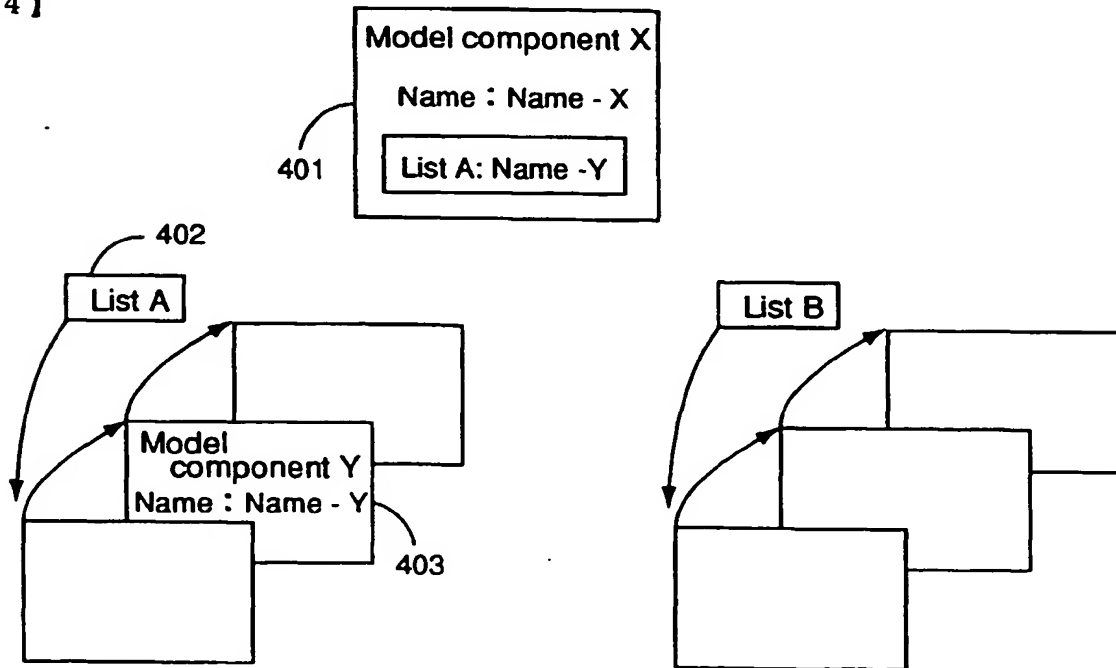 4】
Model component X
Name : Name - X
List A: Name -Y
401
402
List A
List B
Model
component Y
Name : Name - Y
403